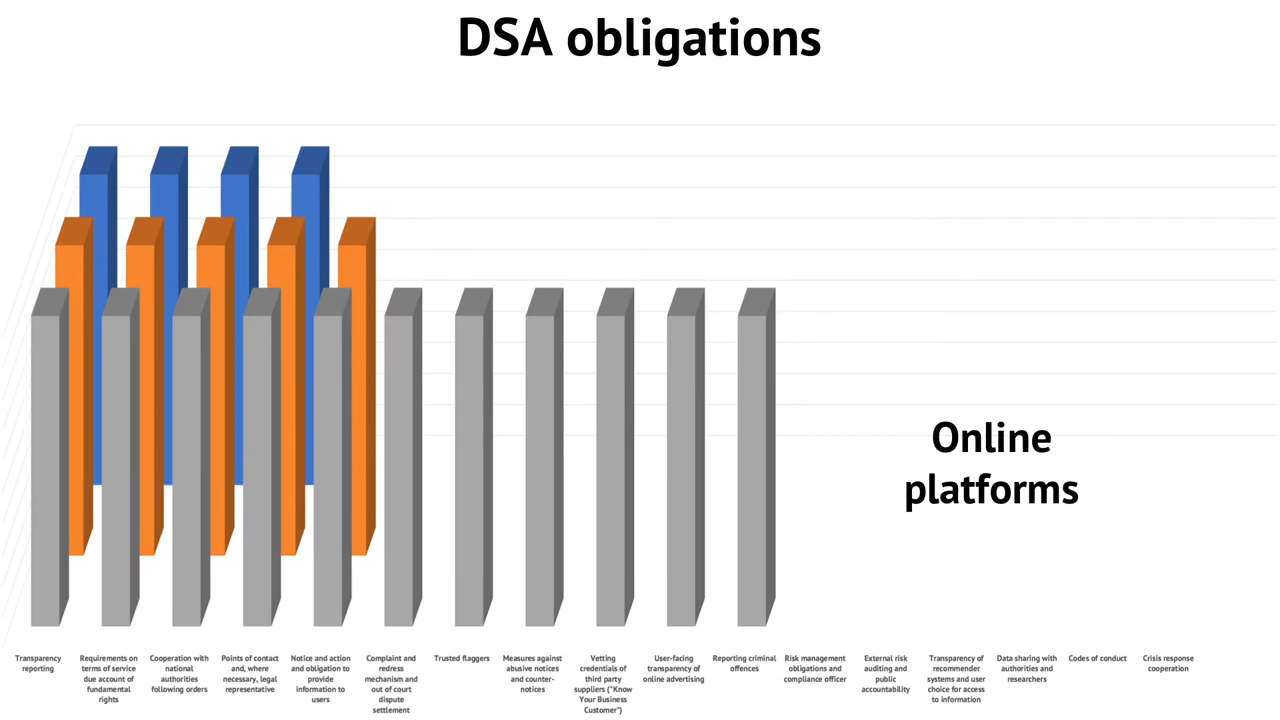 DSA obligations
Online
platforms
Transparency
reporting
Requirements on
terms of service
due account of
fundamental
rights
Cooperation with
national
authorities
following orders
Points of contact
and, where
necessary, legal
representative
Notice and action
and obligation to
provide
information to
users
Complaint and
redress
mechanism and
out of court
dispute
settlement
Trusted flaggers
Measures against
abusive notices
and counter-
notices
Vetting
credentials of
third party
suppliers ("Know
Your Business
Customer")
User-facing
transparency of
online advertising
Reporting criminal
offences
Risk management
obligations and
compliance officer
External risk
auditing and
public
accountability
Transparency of
recommender
systems and user
choice for access
to information
Data sharing with
authorities and
researchers
Codes of conduct
Crisis response
cooperation